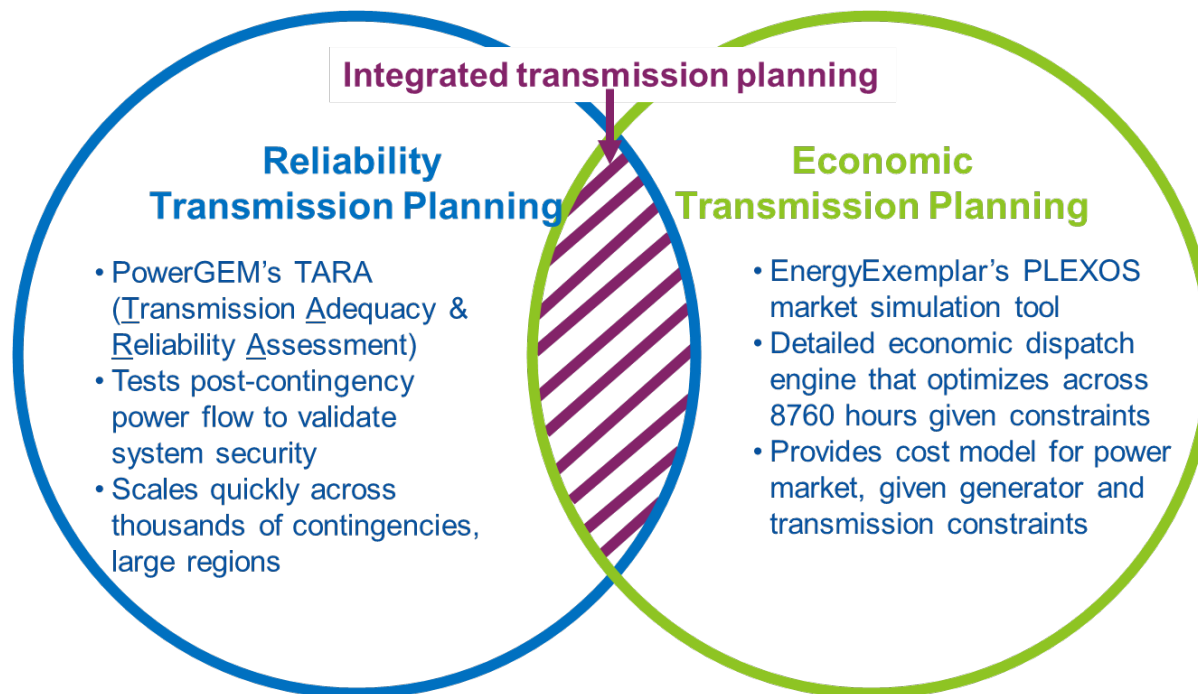 Integrated transmission planning
Reliability
Transmission Planning
• PowerGEM's TARA
(Transmission Adequacy &
Reliability Assessment)
• Tests post-contingency
power flow to validate
system security
• Scales quickly across
thousands of contingencies,
large regions
Economic
Transmission Planning
• EnergyExemplar's PLEXOS
market simulation tool
• Detailed economic dispatch
engine that optimizes across
8760 hours given constraints
• Provides cost model for power
market, given generator and
transmission constraints